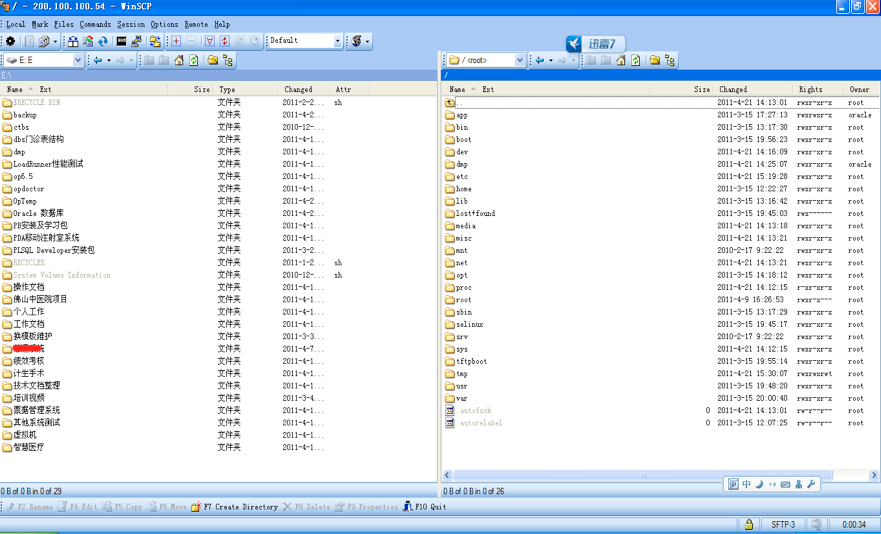 / - 200.100.100.54 - WinSCP
Local Mark Files Commands Session Options Remote Help
Default
迅雷7
E: E
/ <root>
E:\
/
Name Ext Size Type Changed Attr
$RECYCLE.BIN 文件夹 2011-2-2... sh
backup 文件夹 2011-4-2...
ctbs 文件夹 2010-12-...
dbs门诊表结构 文件夹 2011-4-1...
dmp 文件夹 2011-4-1...
LoadRunner性能测试 文件夹 2011-4-1...
op6.5 文件夹 2011-4-1...
opdoctor 文件夹 2011-4-1...
OpTemp 文件夹 2011-4-2...
Oracle 数据库 文件夹 2011-4-2...
PB安装及学习包 文件夹 2011-4-1...
PDA移动注射室系统 文件夹 2011-4-1...
PLSQL Developer安装包 文件夹 2011-3-2...
RECYCLER 文件夹 2011-1-2... sh
System Volume Information 文件夹 2010-12-... sh
操作文档 文件夹 2011-4-1...
佛山中医院项目 文件夹 2011-4-1...
个人工作 文件夹 2011-4-1...
工作文档 文件夹 2011-4-1...
换模板维护 文件夹 2011-3-3...
文件夹 2011-4-7...
绩效考核 文件夹 2011-4-1...
计生手术 文件夹 2011-4-1...
技术文档整理 文件夹 2011-4-1...
培训视频 文件夹 2011-3-4...
票据管理系统 文件夹 2011-4-1...
其他系统测试 文件夹 2011-4-1...
虚拟机 文件夹 2011-4-1...
智慧医疗 文件夹 2011-4-1...
0 B of 0 B in 0 of 29
Name Ext Size Changed Rights Owner
.. 2011-4-21 14:13:01 rwxr-xr-x root
app 2011-3-15 17:27:13 rwxr-xr-x oracle
bin 2011-3-15 13:17:30 rwxr-xr-x root
boot 2011-3-15 19:56:23 rwxr-xr-x root
dev 2011-4-21 14:16:09 rwxr-xr-x root
dmp 2011-4-21 14:25:07 rwxr-xr-x oracle
etc 2011-4-21 15:19:28 rwxr-xr-x root
home 2011-3-15 12:22:27 rwxr-xr-x root
lib 2011-3-15 13:16:42 rwxr-xr-x root
lost+found 2011-3-15 19:45:03 rwx------ root
media 2011-4-21 14:13:18 rwxr-xr-x root
misc 2011-4-21 14:13:21 rwxr-xr-x root
mnt 2010-2-17 9:22:22 rwxr-xr-x root
net 2011-4-21 14:13:21 rwxr-xr-x root
opt 2011-3-15 14:18:12 rwxr-xr-x root
proc 2011-4-21 14:12:15 r-xr-xr-x root
root 2011-4-9 16:26:53 rwxr-x--- root
sbin 2011-3-15 13:17:29 rwxr-xr-x root
selinux 2011-3-15 19:45:17 rwxr-xr-x root
srv 2010-2-17 9:22:22 rwxr-xr-x root
sys 2011-4-21 14:12:15 rwxr-xr-x root
tftpboot 2011-3-15 19:55:14 rwxr-xr-x root
tmp 2011-4-21 15:30:07 rwxrwxrwt root
usr 2011-3-15 19:48:20 rwxr-xr-x root
var 2011-3-15 20:00:40 rwxr-xr-x root
.autofsck 0 2011-4-21 14:13:01 rw-r--r-- root
.autorelabel 0 2011-3-15 12:07:25 rw-r--r-- root
0 B of 0 B in 0 of 26
中
F2 Rename F4 Edit F5 Copy F6 Move F7 Create Directory F8 Delete F9 Properties F10 Quit
SFTP-3 0:00:34